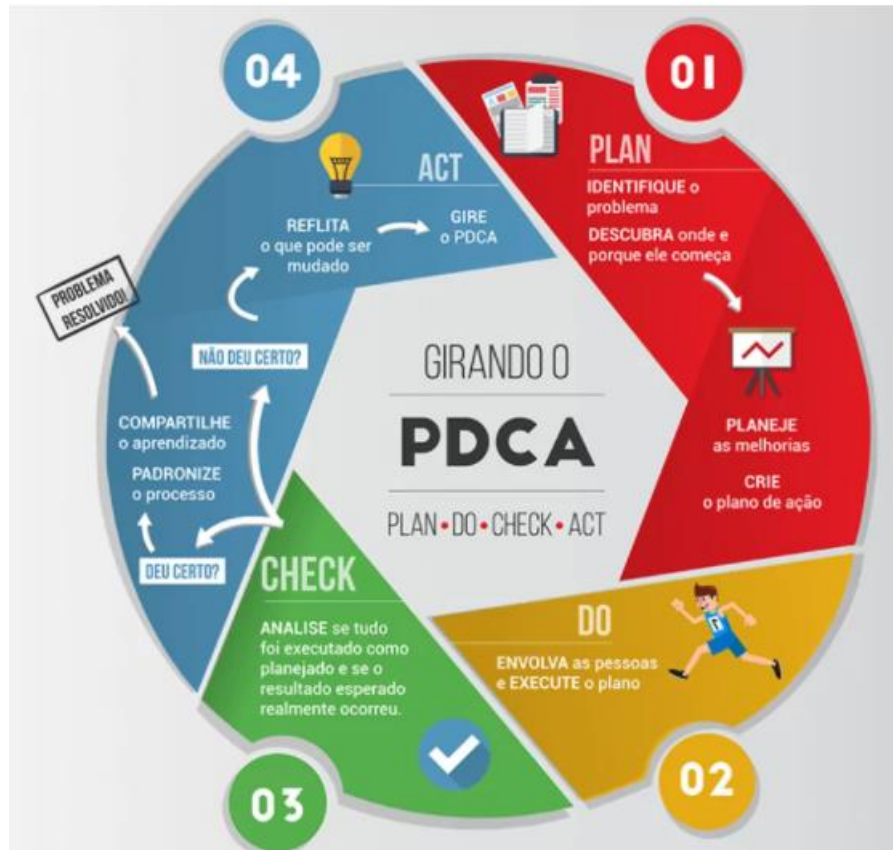 01
PLAN
IDENTIFIQUE o
problema
DESCUBRA onde e
porque ele começa
PLANEJE
as melhorias
CRIE
o plano de ação
02
DO
ENVOLVA as pessoas
e EXECUTE o plano
03
CHECK
ANALISE se tudo
foi executado como
planejado e se o
resultado esperado
realmente ocorreu.
04
ACT
DEU CERTO?
PADRONIZE
o processo
COMPARTILHE
o aprendizado
PROBLEMA
RESOLVIDO!
NÃO DEU CERTO?
REFLITA
o que pode ser
mudado
GIRE
o PDCA
GIRANDO O
PDCA
PLAN•DO•CHECK•ACT